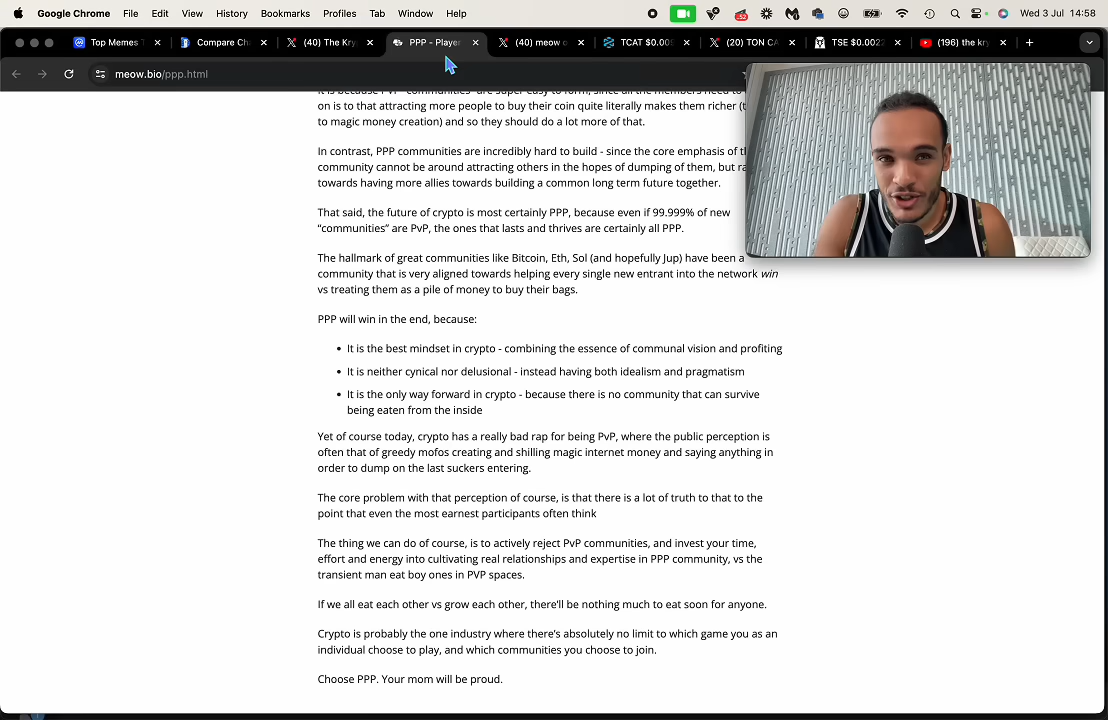 Google Chrome File Edit View History Bookmarks Profiles Tab Window Help Wed 3 Jul 14:58
Top Memes T Compare Cha (40) The Kry PPP - Player (40) meow o TCAT $0.00 (20) TON CA TSE $0.002 (196) the kry
meow.bio/ppp.html
on is to that attracting more people to buy their coin quite literally makes them richer
to magic money creation) and so they should do a lot more of that.
In contrast, PPP communities are incredibly hard to build - since the core emphasis of
community cannot be around attracting others in the hopes of dumping of them, but
towards having more allies towards building a common long term future together.
That said, the future of crypto is most certainly PPP, because even if 99.999% of new
“communities” are PvP, the ones that lasts and thrives are certainly all PPP.
The hallmark of great communities like Bitcoin, Eth, Sol (and hopefully Jup) have been a
community that is very aligned towards helping every single new entrant into the network win
vs treating them as a pile of money to buy their bags.
PPP will win in the end, because:
• It is the best mindset in crypto - combining the essence of communal vision and profiting
• It is neither cynical nor delusional - instead having both idealism and pragmatism
• It is the only way forward in crypto - because there is no community that can survive
being eaten from the inside
Yet of course today, crypto has a really bad rap for being PvP, where the public perception is
often that of greedy mofos creating and shilling magic internet money and saying anything in
order to dump on the last suckers entering.
The core problem with that perception of course, is that there is a lot of truth to that to the
point that even the most earnest participants often think
The thing we can do of course, is to actively reject PvP communities, and invest your time,
effort and energy into cultivating real relationships and expertise in PPP community, vs the
transient man eat boy ones in PVP spaces.
If we all eat each other vs grow each other, there’ll be nothing much to eat soon for anyone.
Crypto is probably the one industry where there’s absolutely no limit to which game you as an
individual choose to play, and which communities you choose to join.
Choose PPP. Your mom will be proud.